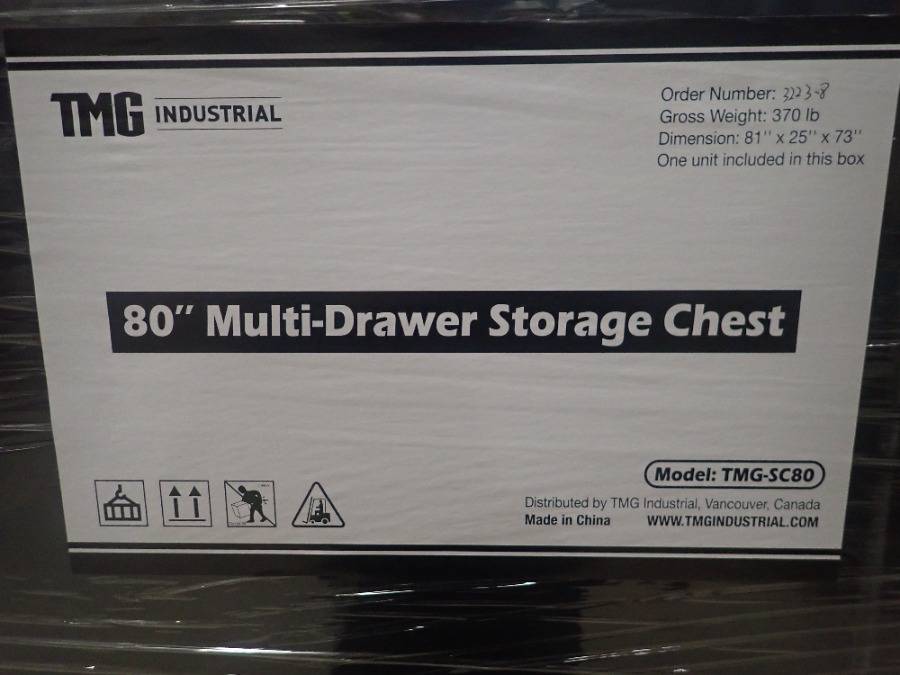 TMG INDUSTRIAL
Order Number: 3223-8
Gross Weight: 370 lb
Dimension: 81'' x 25'' x 73''
One unit included in this box
80" Multi-Drawer Storage Chest
Model: TMG-SC80
Distributed by TMG Industrial, Vancouver, Canada
Made in China WWW.TMGINDUSTRIAL.COM